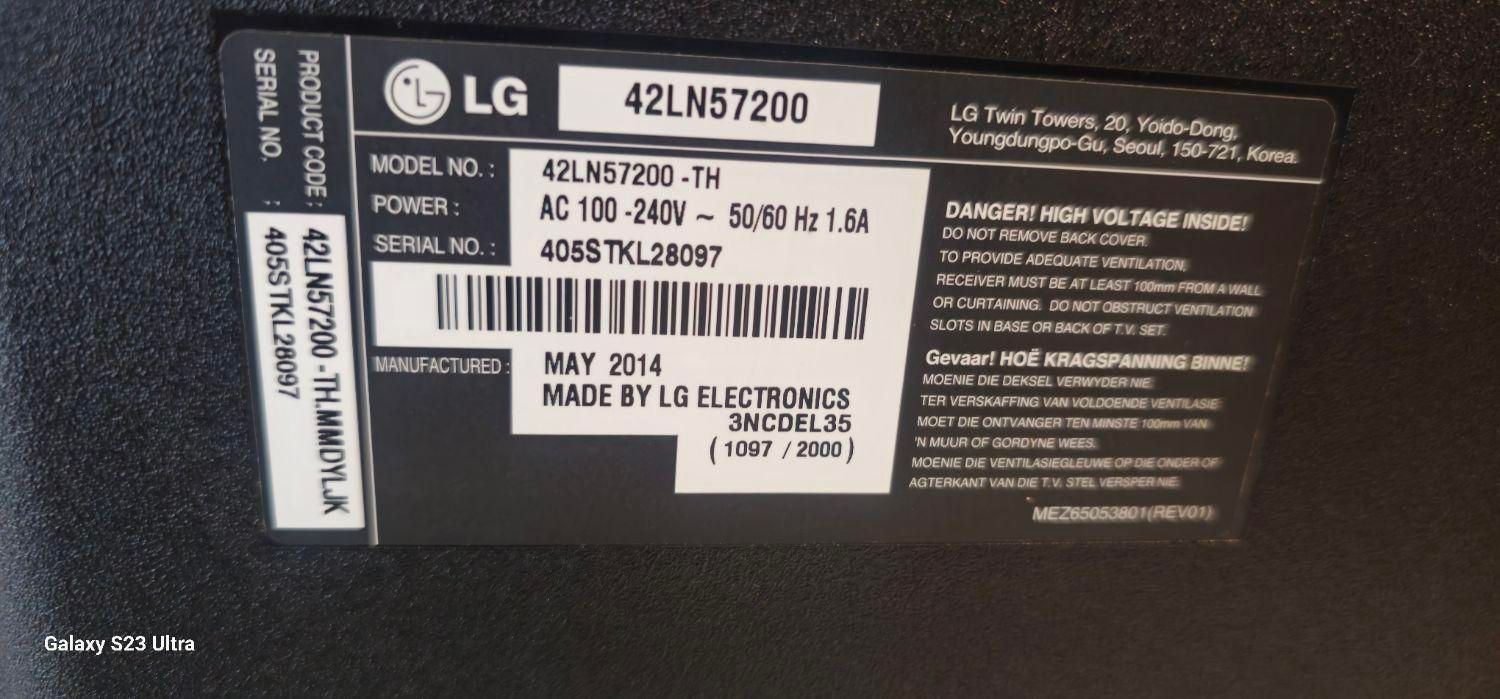 PRODUCT CODE :
SERIAL NO. :
42LN57200 -TH.MMMDYLJK
405STKL28097
LG
42LN57200
LG Twin Towers, 20, Yoido-Dong,
Youngdungpo-Gu, Seoul, 150-721, Korea.
MODEL NO. : 42LN57200 -TH
POWER : AC 100 -240V ~ 50/60 Hz 1.6A
SERIAL NO. : 405STKL28097
MANUFACTURED : MAY 2014
MADE BY LG ELECTRONICS
3NCDEL35
( 1097 / 2000 )
DANGER! HIGH VOLTAGE INSIDE!
DO NOT REMOVE BACK COVER.
TO PROVIDE ADEQUATE VENTILATION,
RECEIVER MUST BE AT LEAST 100mm FROM A WALL
OR CURTAINING. DO NOT OBSTRUCT VENTILATION
SLOTS IN BASE OR BACK OF T.V. SET.
Gevaar! HOË KRAGSPANNING BINNE!
MOENIE DIE DEKSEL VERWYDER NIE.
TER VERSKAFFING VAN VOLDOENDE VENTILASIE
MOET DIE ONTVANGER TEN MINSTE 100mm VAN
'N MUUR OF GORDYNE WEES.
MOENIE DIE VENTILASIEGLEUWE OP DIE ONDER OF
AGTERKANT VAN DIE T.V. STEL VERSPER NIE.
MEZ65053801(REV01)
Galaxy S23 Ultra